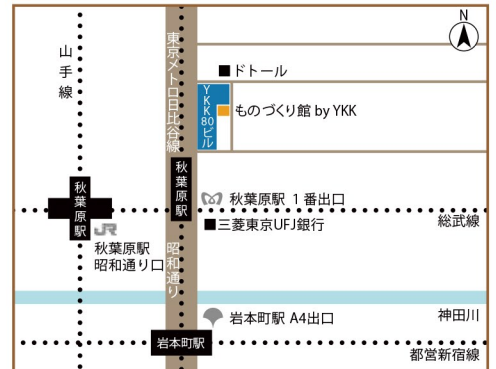 N
山手線
東京メトロ日比谷線
■ドトール
YKK80ビル
ものづくり館 by YKK
秋葉原駅
秋葉原駅
秋葉原駅 1番出口
JR
■三菱東京UFJ銀行
総武線
秋葉原駅
昭和通り口
昭和通り
岩本町駅 A4出口
神田川
岩本町駅
都営新宿線